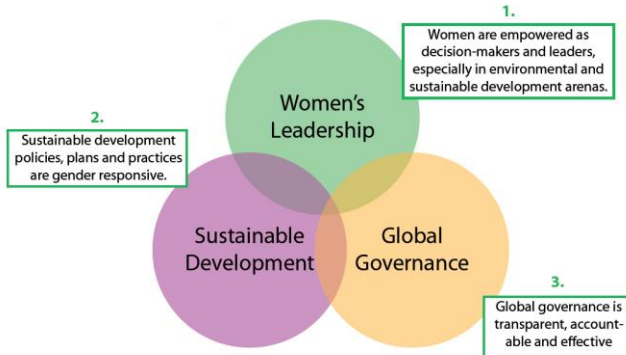 1.
Women are empowered as
decision-makers and leaders,
especially in environmental and
sustainable development arenas.
Women's
Leadership
2.
Sustainable development
policies, plans and practices
are gender responsive.
Sustainable
Development
Global
Governance
3.
Global governance is
transparent, account-
able and effective